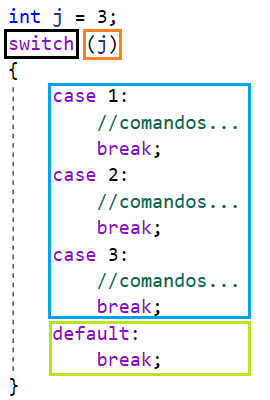 int j = 3;
switch (j)
{
case 1:
//comandos...
break;
case 2:
//comandos...
break;
case 3:
//comandos...
break;
default:
break;
}